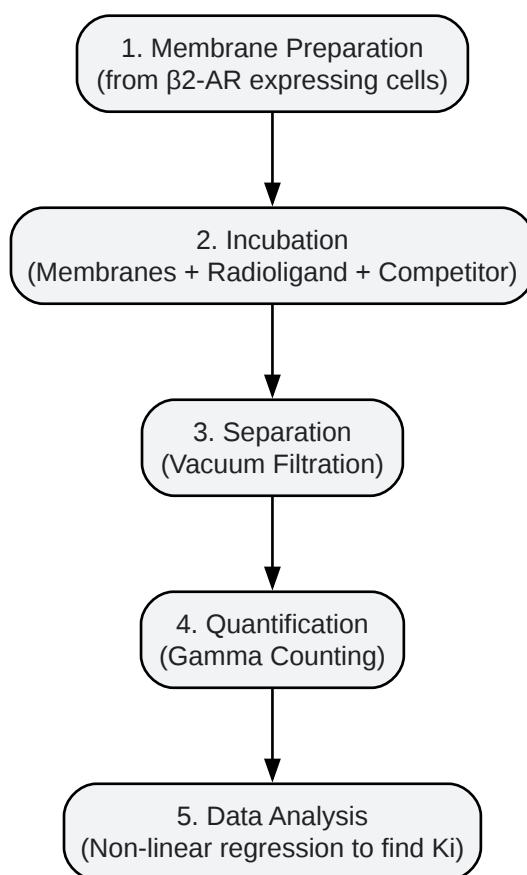 1. Membrane Preparation
(from β2-AR expressing cells)
2. Incubation
(Membranes + Radioligand + Competitor)
3. Separation
(Vacuum Filtration)
4. Quantification
(Gamma Counting)
5. Data Analysis
(Non-linear regression to find Ki)